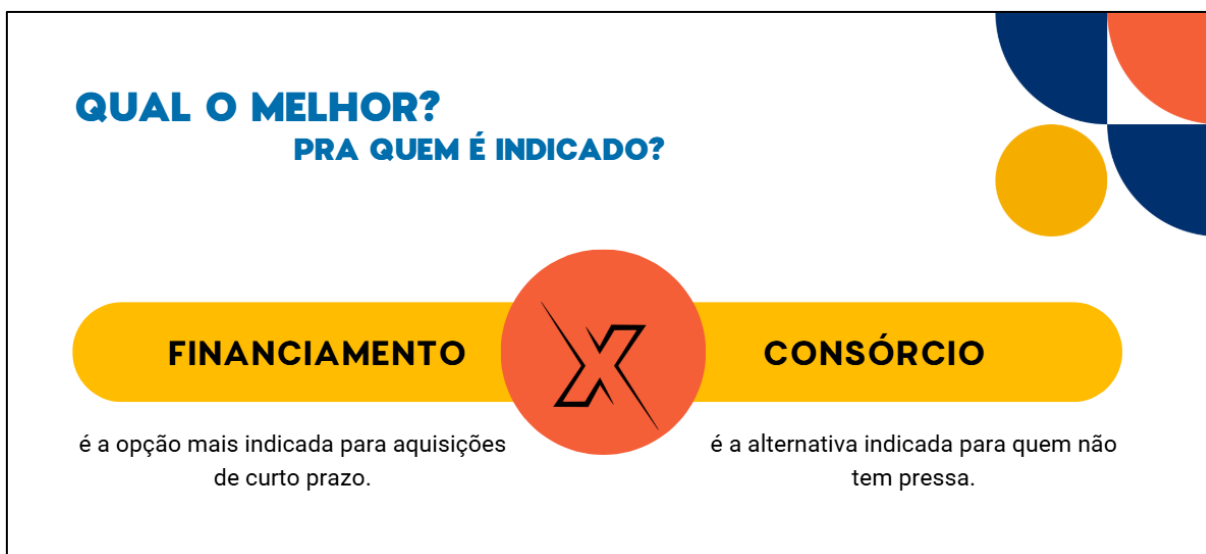 QUAL O MELHOR?
PRA QUEM É INDICADO?
FINANCIAMENTO
X
CONSÓRCIO
é a opção mais indicada para aquisições
de curto prazo.
é a alternativa indicada para quem não
tem pressa.